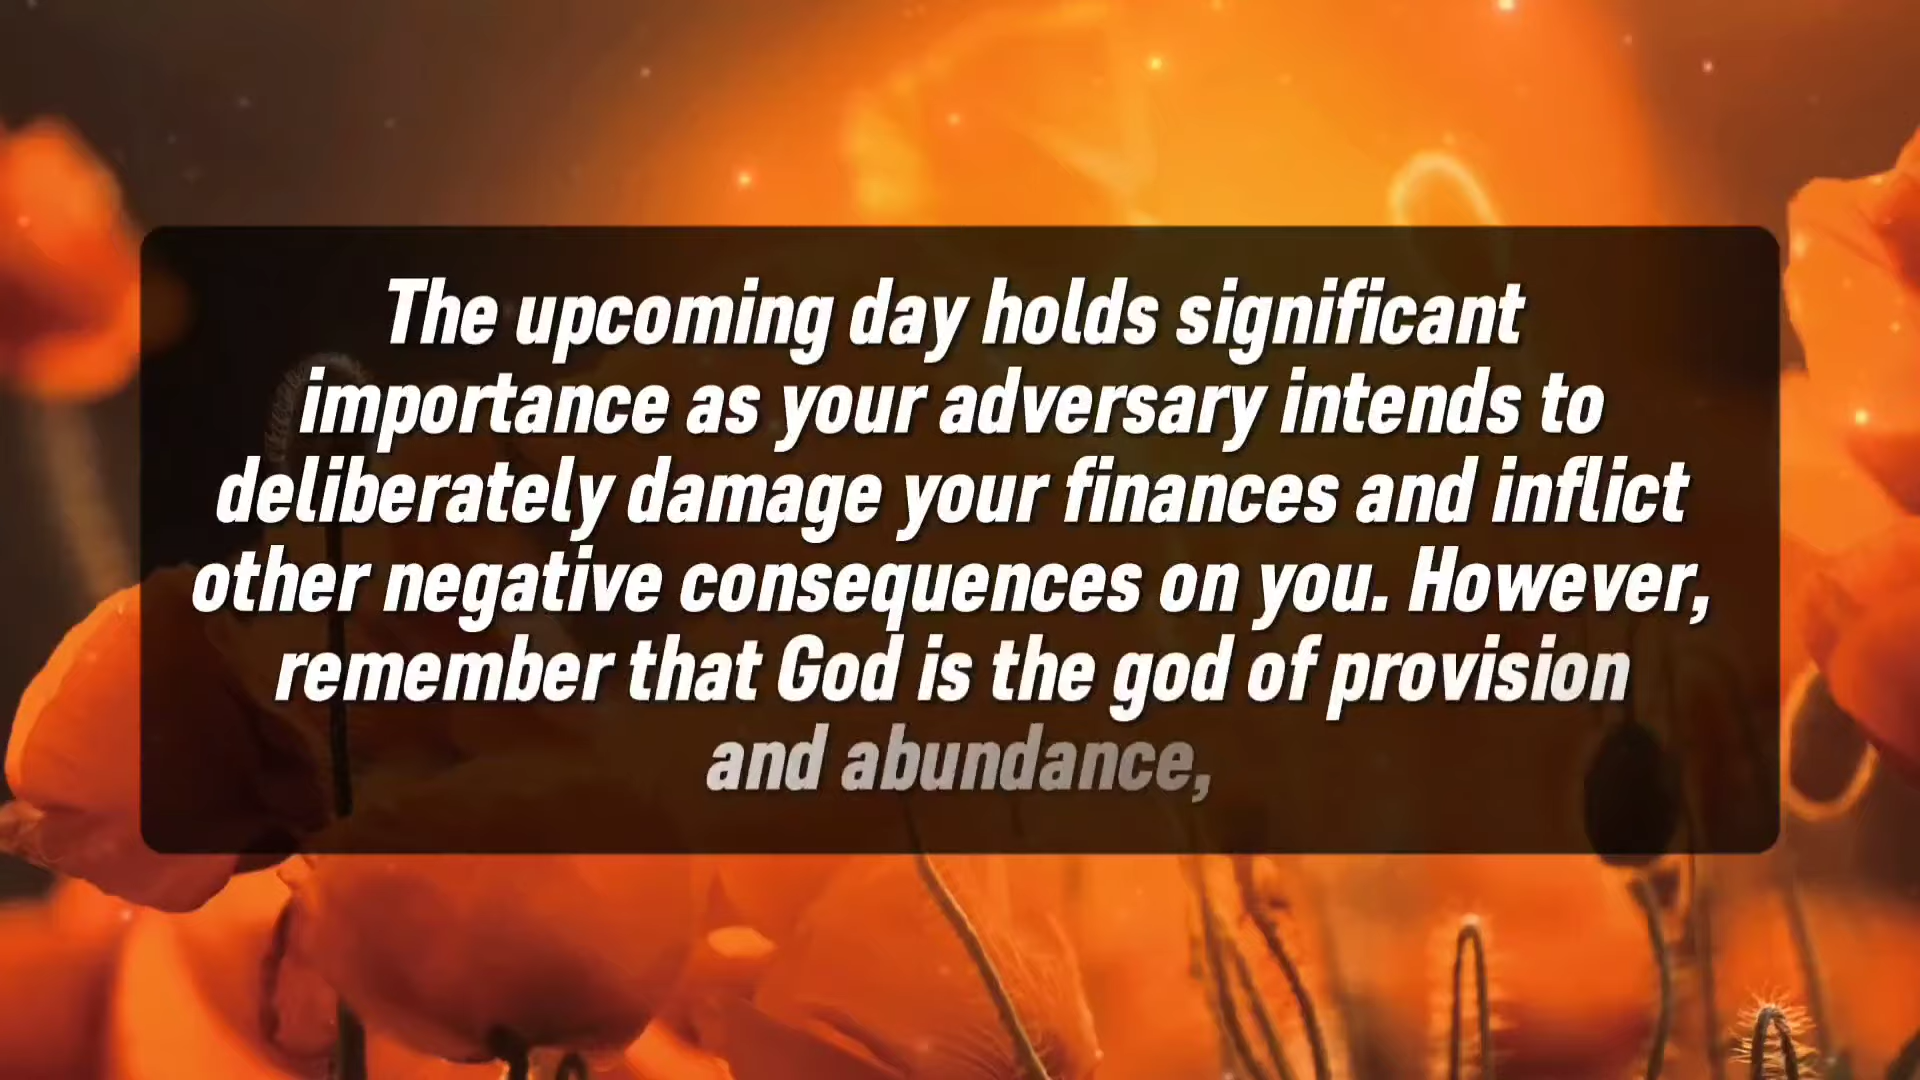 The upcoming day holds significant
importance as your adversary intends to
deliberately damage your finances and inflict
other negative consequences on you. However,
remember that God is the god of provision
and abundance,